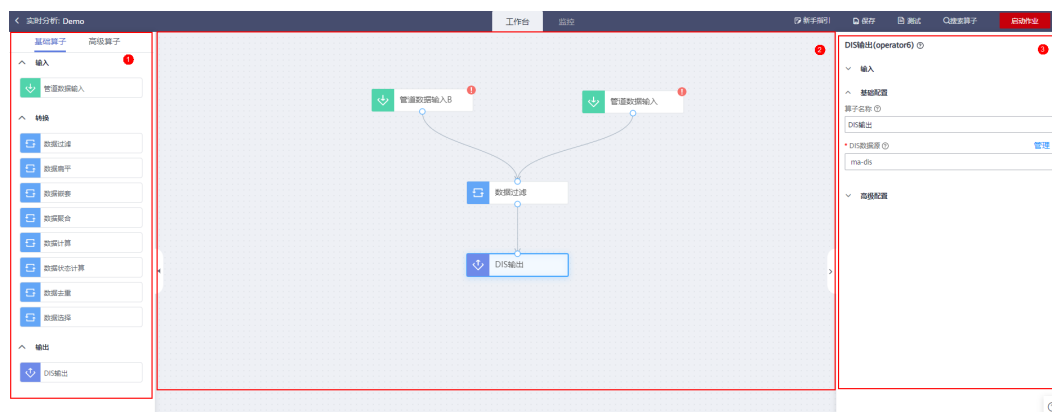 实时分析: Demo
工作台
监控
新手指引
保存
测试
搜索算子
启动作业
基础算子
高级算子
1
输入
管道数据输入
转换
数据过滤
数据扁平
数据嵌套
数据聚合
数据计算
数据状态计算
数据去重
数据选择
输出
DIS输出
2
管道数据输入B
管道数据输入
数据过滤
DIS输出
DIS输出(operator6)
3
输入
基础配置
算子名称
DIS输出
* DIS数据源
管理
ma-dis
高级配置